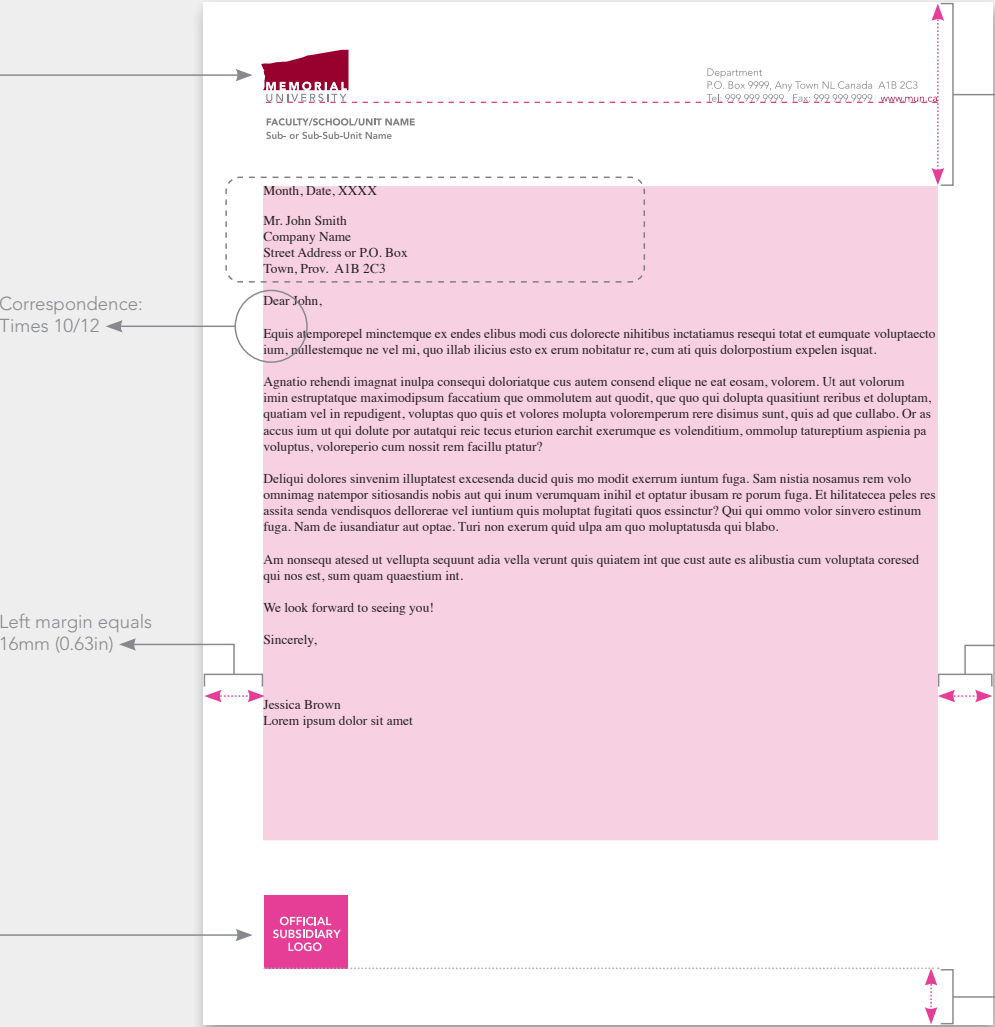 MEMORIAL
UNIVERSITY
Department
P.O. Box 9999, Any Town NL Canada A1B 2C3
Tel: 999 999 9999 Fax: 999 999 9999 www.mun.ca
FACULTY/SCHOOL/UNIT NAME
Sub- or Sub-Sub-Unit Name
Month, Date, XXXX
Mr. John Smith
Company Name
Street Address or P.O. Box
Town, Prov. A1B 2C3
Correspondence:
Times 10/12
Dear John,
Equis atemporepel minctemque ex endes elibus modi cus dolorecte nihitibus inctatiamus resequi totat et eumquate voluptaecto
ium, nullestemque ne vel mi, quo illab ilicius esto ex erum nobitatur re, cum ati quis dolorpostium expelen isquat.
Agnatio rehendi imagnat inulpa consequi doloriatque cus autem consend elique ne eat eosam, volorem. Ut aut volorum
imin estruptatque maximodipsum faccatium que ommolutem aut quodit, que quo qui dolupta quasitiunt reribus et doluptam,
quatiam vel in repudigent, voluptas quo quis et volores molupta voloremperum rere disimus sunt, quis ad que cullabo. Or as
accus ium ut qui dolute por autatqui reic tecus eturion earchit exerumque es volenditium, ommolup tatureptium aspienia pa
voluptus, voloreperio cum nossit rem facillu ptatur?
Deliqui dolores sinvenim illuptatest excesenda ducid quis mo modit exerrum iuntum fuga. Sam nistia nosamus rem volo
omnimag natempor sitiosandis nobis aut qui inum verumquam inihil et optatur ibusam re porum fuga. Et hilitatecea peles res
assita senda vendisquos dellorerae vel iuntium quis moluptat fugitati quos essinctur? Qui qui ommo volor sinvero estinum
fuga. Nam de iusandiatur aut optae. Turi non exerum quid ulpa am quo moluptatusda qui blabo.
Am nonsequ atesed ut vellupta sequunt adia vella verunt quis quiatem int que cust aute es alibustia cum voluptata coresed
qui nos est, sum quam quaestium int.
We look forward to seeing you!
Left margin equals
16mm (0.63in)
Sincerely,
Jessica Brown
Lorem ipsum dolor sit amet
OFFICIAL
SUBSIDIARY
LOGO